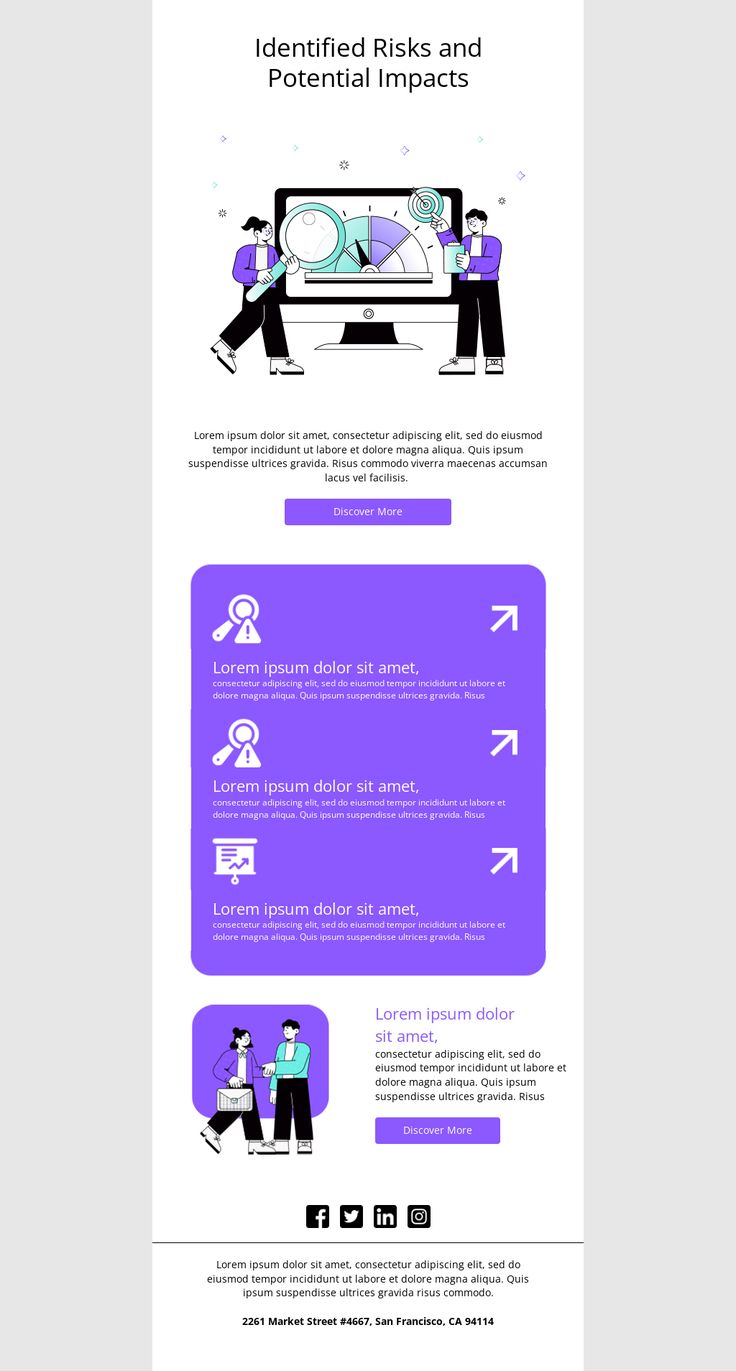 Identified Risks and
Potential Impacts
Lorem ipsum dolor sit amet, consectetur adipiscing elit, sed do eiusmod
tempor incididunt ut labore et dolore magna aliqua. Quis ipsum
suspendisse ultrices gravida. Risus commodo viverra maecenas accumsan
lacus vel facilisis.
Discover More
Lorem ipsum dolor sit amet,
consectetur adipiscing elit, sed do eiusmod tempor incididunt ut labore et
dolore magna aliqua. Quis ipsum suspendisse ultrices gravida. Risus
Lorem ipsum dolor sit amet,
consectetur adipiscing elit, sed do eiusmod tempor incididunt ut labore et
dolore magna aliqua. Quis ipsum suspendisse ultrices gravida. Risus
Lorem ipsum dolor sit amet,
consectetur adipiscing elit, sed do eiusmod tempor incididunt ut labore et
dolore magna aliqua. Quis ipsum suspendisse ultrices gravida. Risus
Lorem ipsum dolor
sit amet,
consectetur adipiscing elit, sed do
eiusmod tempor incididunt ut labore et
dolore magna aliqua. Quis ipsum
suspendisse ultrices gravida. Risus
Discover More
Lorem ipsum dolor sit amet, consectetur adipiscing elit, sed do
eiusmod tempor incididunt ut labore et dolore magna aliqua. Quis
ipsum suspendisse ultrices gravida risus commodo.
2261 Market Street #4667, San Francisco, CA 94114